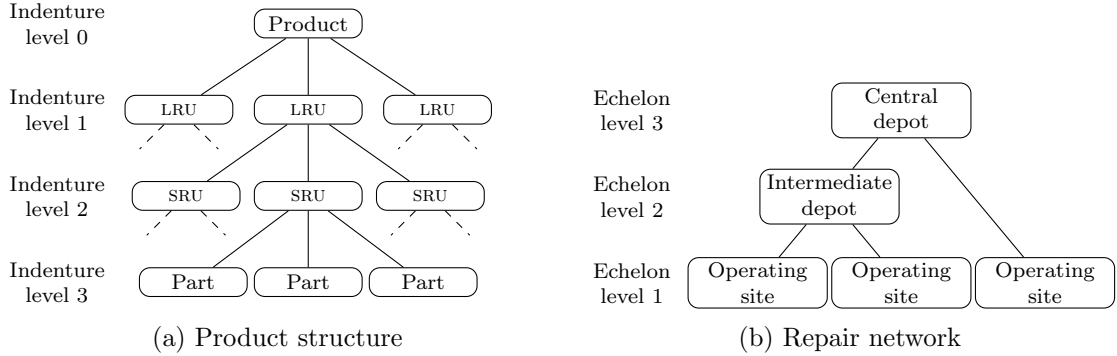 Indenture
level 0
Product
Indenture
level 1
LRU LRU LRU
Indenture
level 2
SRU SRU SRU
Indenture
level 3
Part Part Part
(a) Product structure
Echelon
level 3
Central
depot
Echelon
level 2
Intermediate
depot
Echelon
level 1
Operating
site
Operating
site
Operating
site
(b) Repair network